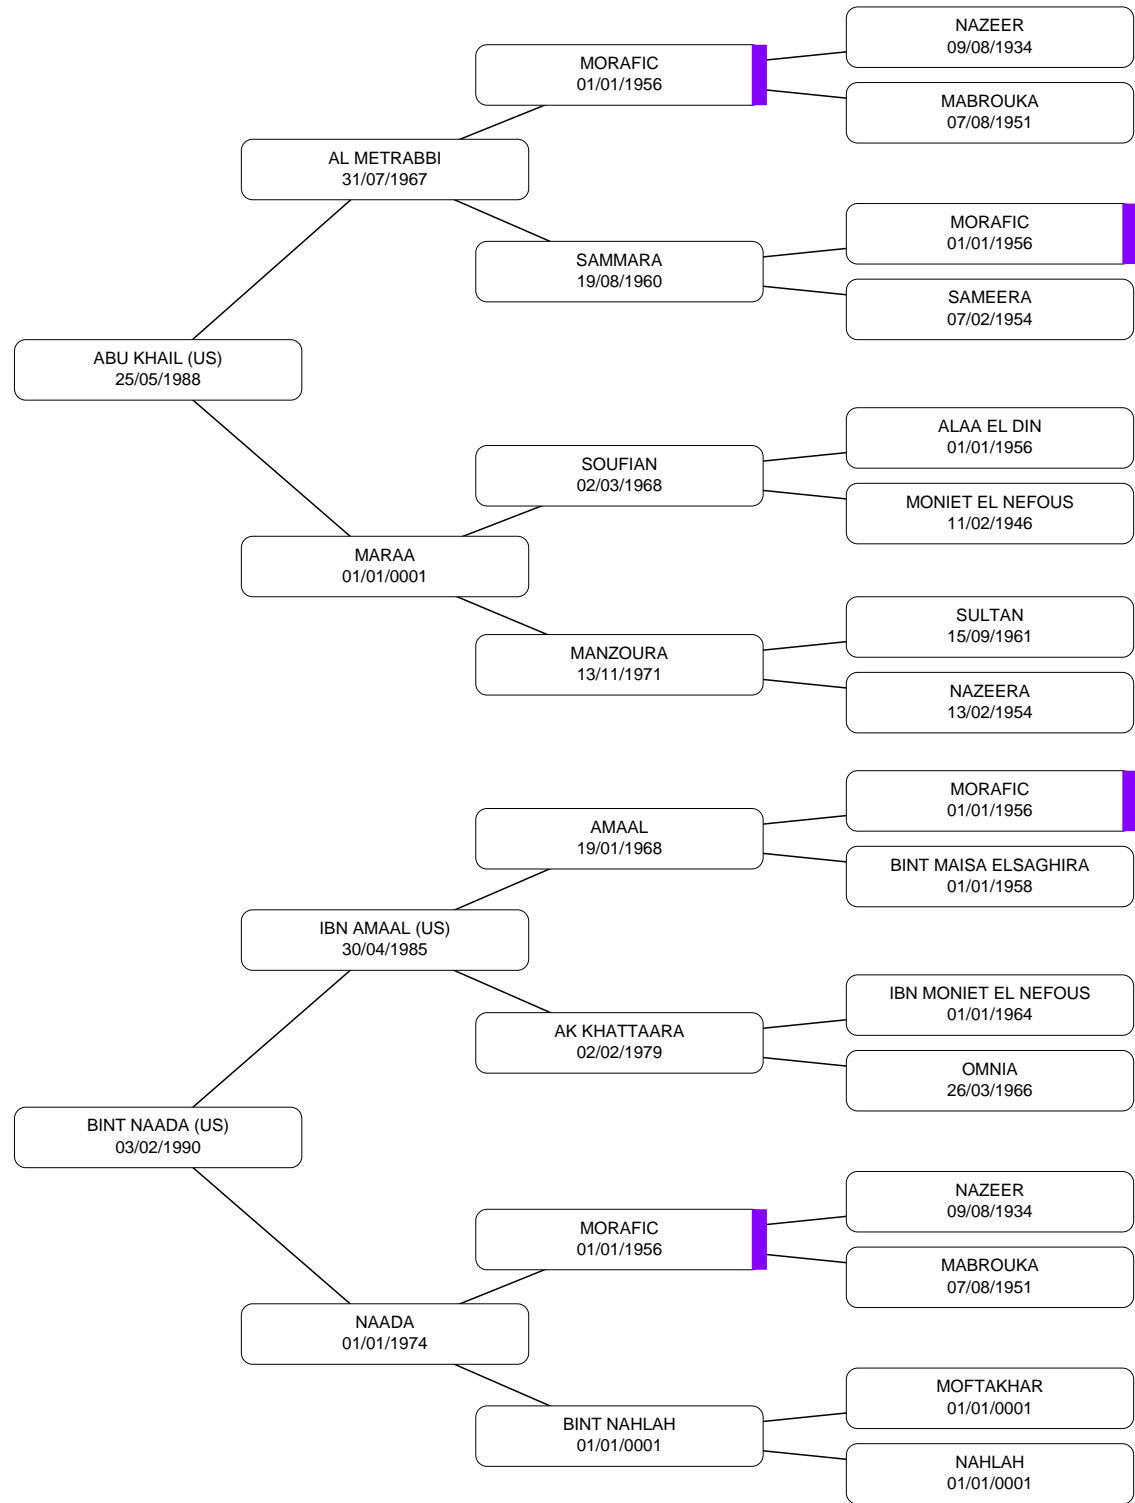 NAZEER
09/08/1934
MORAFIC
01/01/1956
MABROUKA
07/08/1951
AL METRABBI
31/07/1967
MORAFIC
01/01/1956
SAMMARA
19/08/1960
SAMEERA
07/02/1954
ABU KHAIL (US)
25/05/1988
ALAA EL DIN
01/01/1956
SOUFIAN
02/03/1968
MONIET EL NEFOUS
11/02/1946
MARAA
01/01/0001
SULTAN
15/09/1961
MANZOURA
13/11/1971
NAZEERA
13/02/1954
MORAFIC
01/01/1956
AMAAL
19/01/1968
BINT MAISA ELSAGHIRA
01/01/1958
IBN AMAAL (US)
30/04/1985
IBN MONIET EL NEFOUS
01/01/1964
AK KHATTAARA
02/02/1979
OMNIA
26/03/1966
BINT NAADA (US)
03/02/1990
NAZEER
09/08/1934
MORAFIC
01/01/1956
MABROUKA
07/08/1951
NAADA
01/01/1974
MOFTAKHAR
01/01/0001
BINT NAHLAH
01/01/0001
NAHLAH
01/01/0001